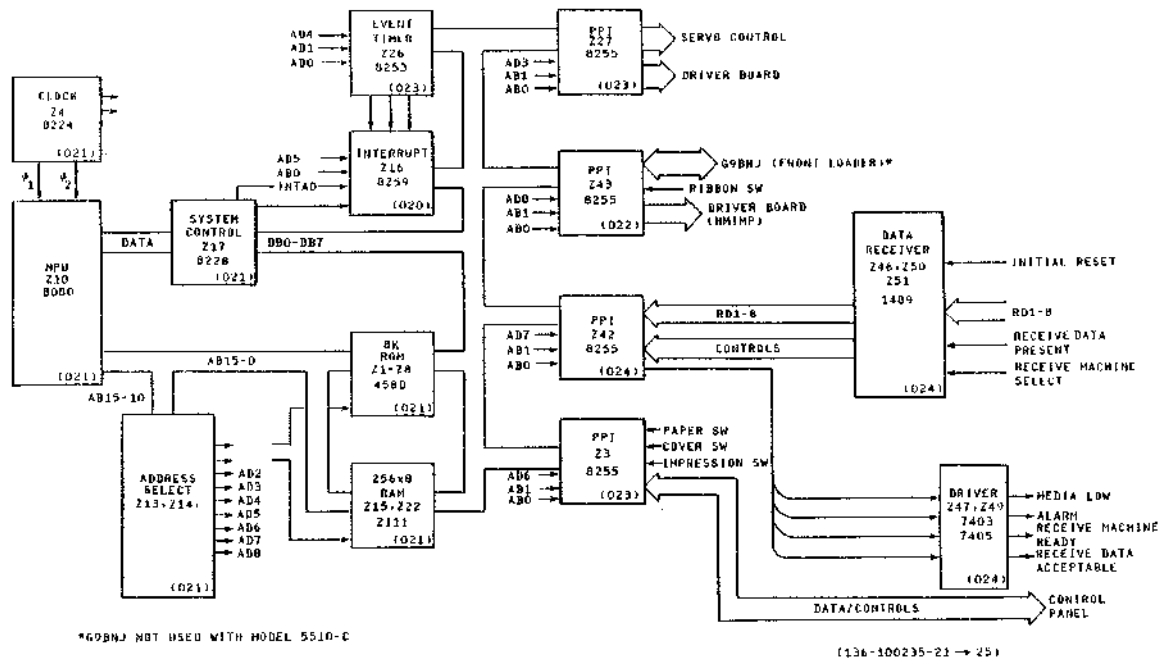 CLOCK
Z4
8224
(021)
EVENT
TIMER
Z26
8253
(023)
AD4
AD1
AD0
PPI
Z27
8255
(023)
AD3
AB1
AB0
SERVO CONTROL
DRIVER BOARD
INTERRUPT
Z16
8259
(020)
AD5
AB0
INTAD
PPI
Z43
8255
(022)
AB1
AB0
G9BNJ (FRONT LOADER)*
RIBBON SW
DRIVER BOARD
(HMIMP)
MPU
Z10
8080
(021)
DATA
SYSTEM
CONTROL
Z17
8228
(021)
DB0-DB7
DATA
RECEIVER
Z46,Z50
Z51
1489
(024)
INITIAL RESET
RD1-8
RECEIVE DATA
PRESENT
RECEIVE MACHINE
SELECT
PPI
Z42
8255
(024)
AD7
AB1
AB0
RD1-8
CONTROLS
AB15-0
8K
Z1-Z8
(021)
AB15-10
ADDRESS
SELECT
Z13,Z14
(021)
AD2
AD3
AD4
AD5
AD6
AD7
AD8
256x8
RAM
Z15,Z22
2111
(021)
PPI
Z3
8255
(023)
AD6
AB1
AB0
PAPER SW
COVER SW
IMPRESSION SW
DRIVER
Z47,Z49
7403
7405
(024)
MEDIA LOW
ALARM
RECEIVE MACHINE
READY
RECEIVE DATA
ACCEPTABLE
DATA/CONTROLS
CONTROL
PANEL
*G9BNJ NOT USED WITH MODEL 5510-C
(136-100235-21 → 25)